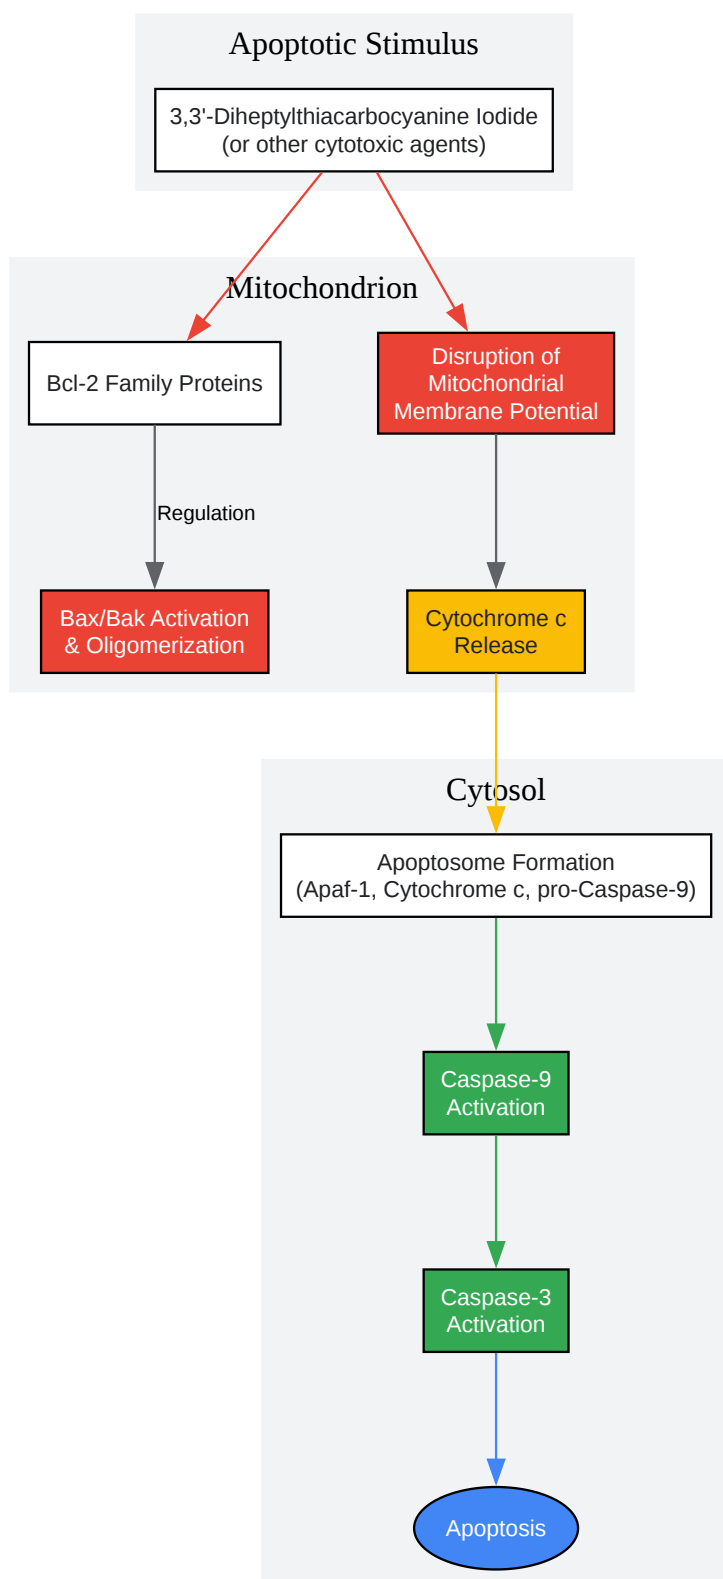 Apoptotic Stimulus
3,3'-Diheptylthiacarbocyanine Iodide
(or other cytotoxic agents)
Mitochondrion
Bcl-2 Family Proteins
Disruption of
Mitochondrial
Membrane Potential
Regulation
Bax/Bak Activation
& Oligomerization
Cytochrome c
Release
Cytosol
Apoptosome Formation
(Apaf-1, Cytochrome c, pro-Caspase-9)
Caspase-9
Activation
Caspase-3
Activation
Apoptosis